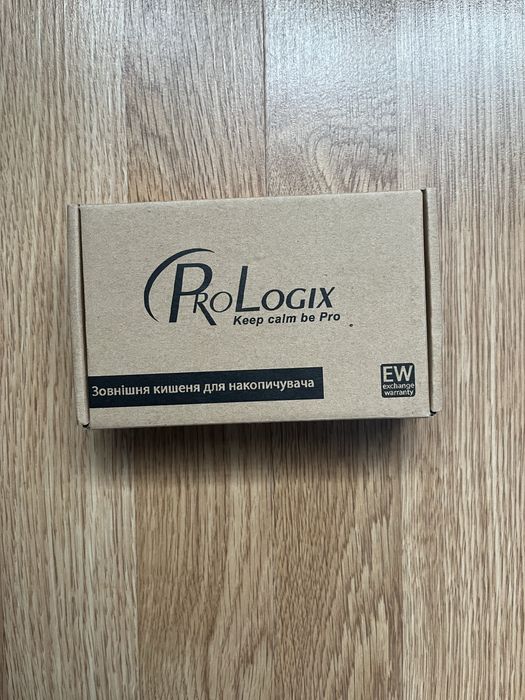 ProLogix
Keep calm be Pro
Зовнішня кишеня для накопичувача
EW
exchange
warranty